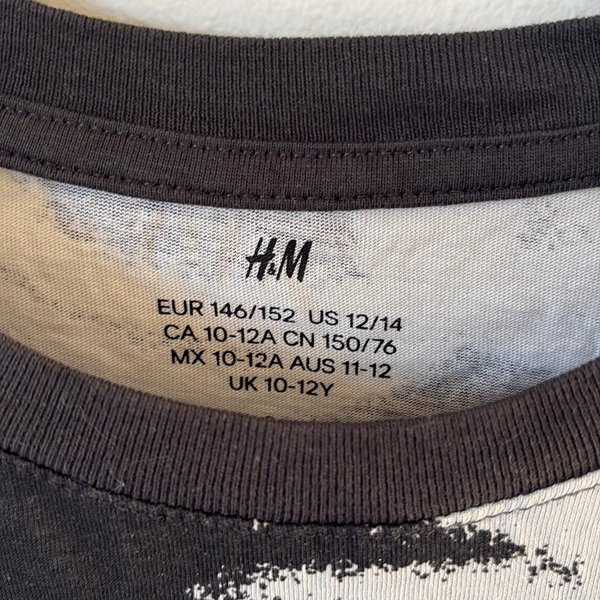 H&M
EUR 146/152 US 12/14
CA 10-12A CN 150/76
MX 10-12A AUS 11-12
UK 10-12Y